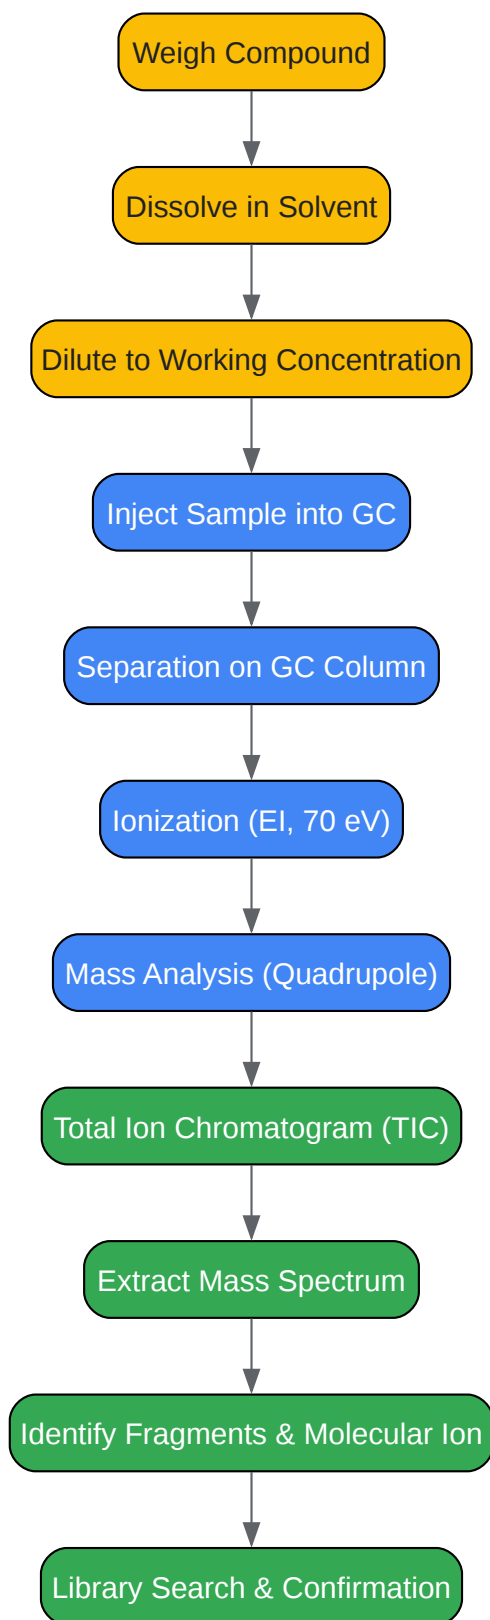 Weigh Compound
Dissolve in Solvent
Dilute to Working Concentration
Inject Sample into GC
Separation on GC Column
Ionization (EI, 70 eV)
Mass Analysis (Quadrupole)
Total Ion Chromatogram (TIC)
Extract Mass Spectrum
Identify Fragments & Molecular Ion
Library Search & Confirmation